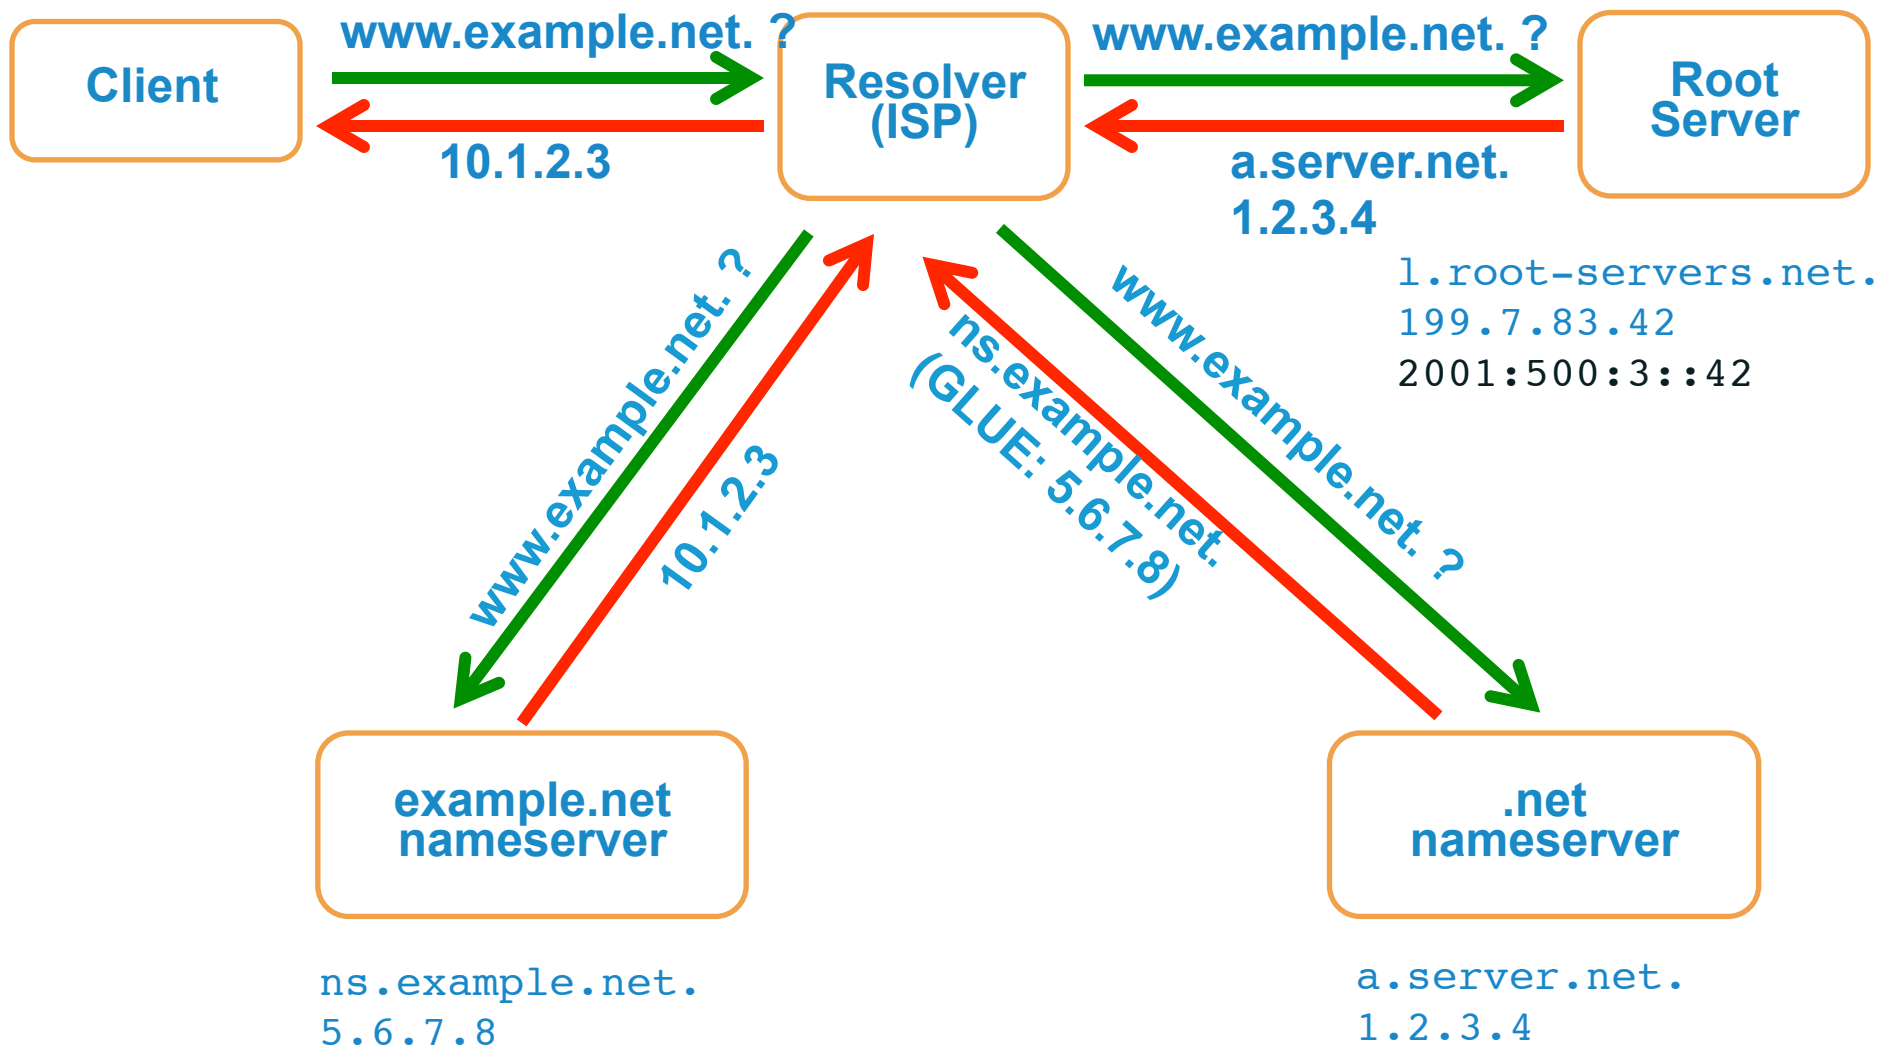 www.example.net. ?
www.example.net. ?
Client
Resolver
(ISP)
Root
Server
10.1.2.3
a.server.net.
1.2.3.4
l.root-servers.net.
199.7.83.42
2001:500:3::42
www.example.net. ?
10.1.2.3
ns.example.net.
(GLUE: 5.6.7.8)
www.example.net. ?
example.net
nameserver
.net
nameserver
ns.example.net.
5.6.7.8
a.server.net.
1.2.3.4